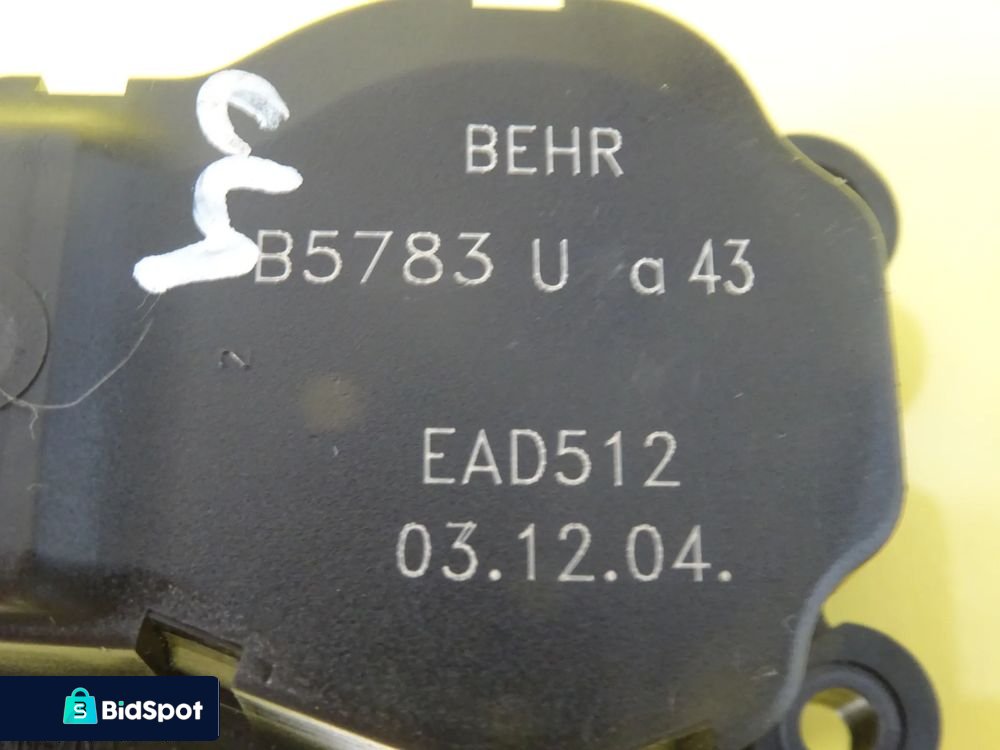 BEHR
B5783 U a 43
EAD512
03.12.04.
BidSpot